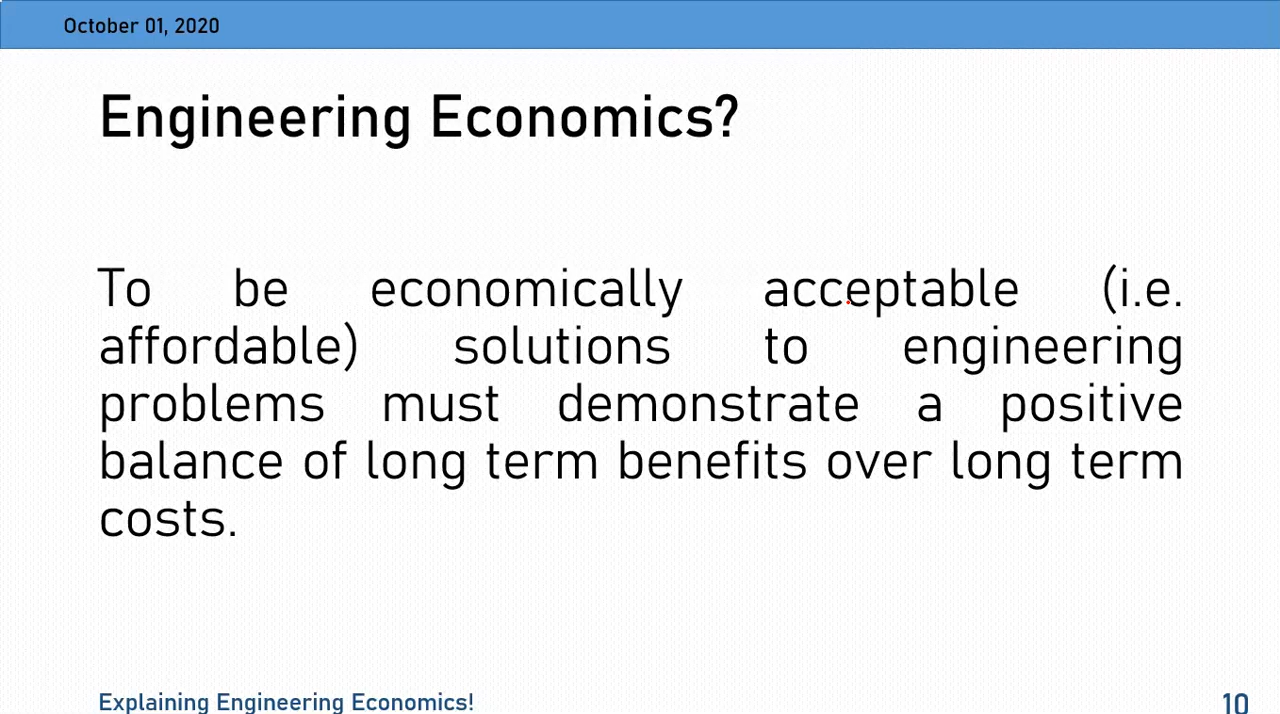 October 01, 2020
Engineering Economics?
To be economically acceptable (i.e.
affordable) solutions to engineering
problems must demonstrate a positive
balance of long term benefits over long term
costs.
Explaining Engineering Economics!
10